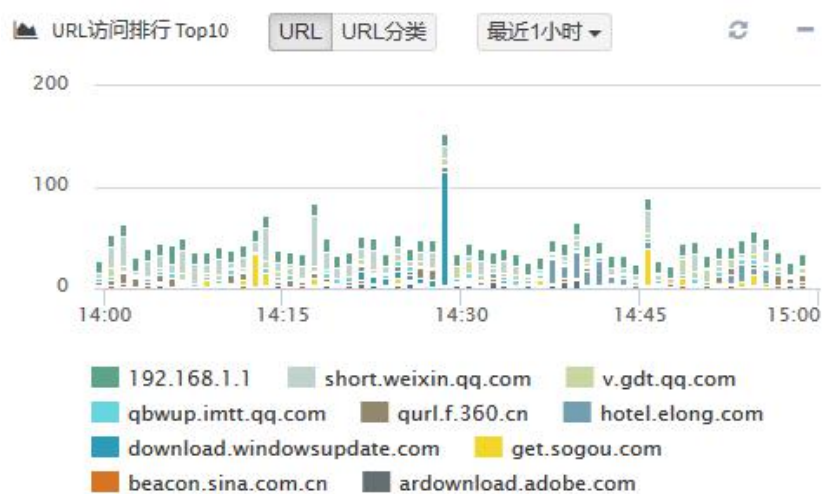 URL访问排行 Top10 URL URL分类 最近1小时
200
100
0
14:00 14:15 14:30 14:45 15:00
192.168.1.1 short.weixin.qq.com v.gdt.qq.com
qbwup.imtt.qq.com qurl.f.360.cn hotel.elong.com
download.windowsupdate.com get.sogou.com
beacon.sina.com.cn ardownload.adobe.com